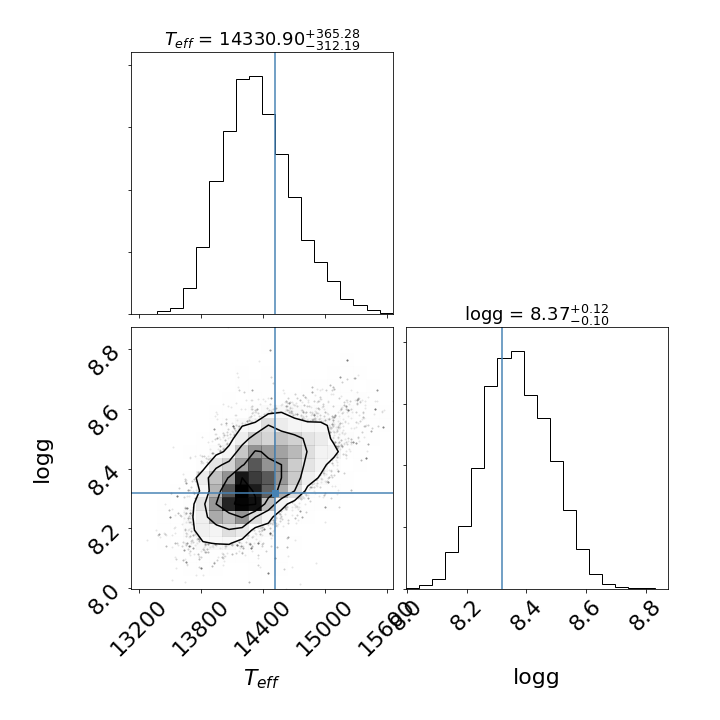 T_eff = 14330.90 +365.28 −312.19
logg = 8.37 +0.12 −0.10
8.8
8.6
8.4
8.2
8.0
logg
13200 13800 14400 15000 15600
8.0 8.2 8.4 8.6 8.8
T_eff
logg